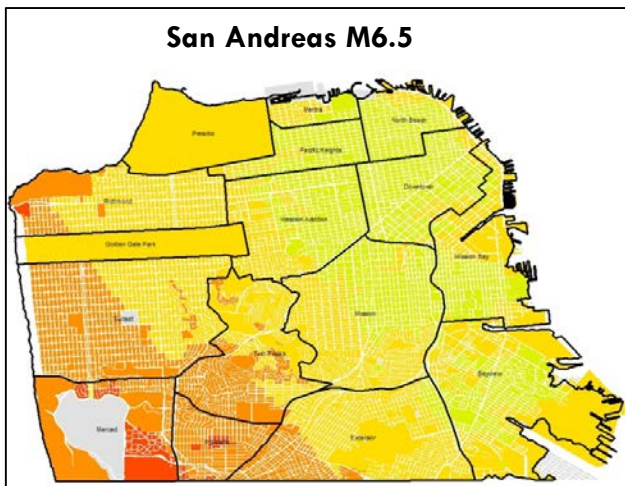 San Andreas M6.5
Marina
North Beach
Presidio
Pacific Heights
Downtown
Richmond
Western Addition
Golden Gate Park
Mission Bay
Sunset
Mission
Twin Peaks
Bayview
Merced
Ingleside
Excelsior